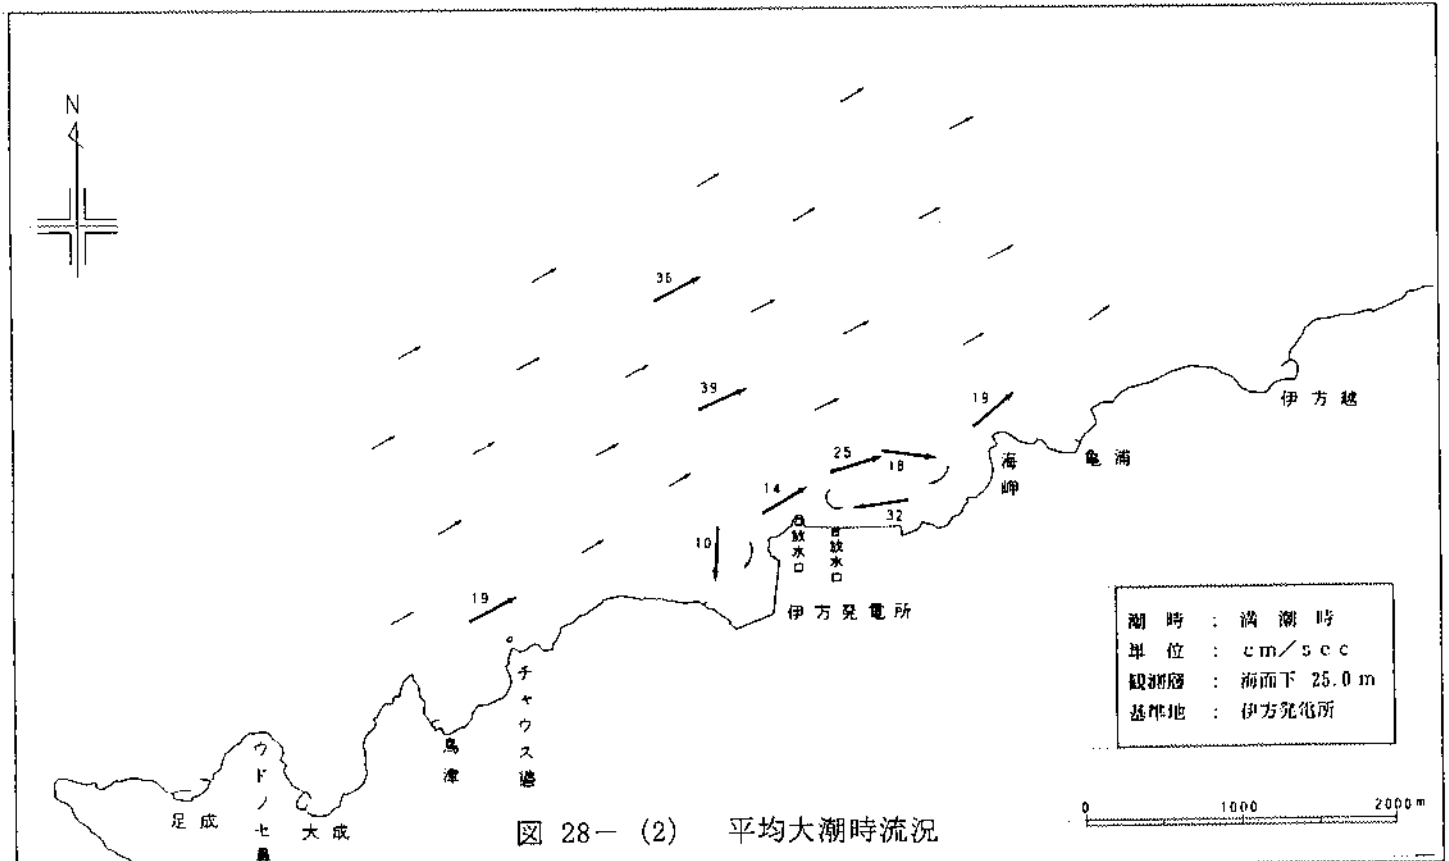 N
36
39
19
25
18
14
32
10
19
伊方越
亀浦
海岬
放水口
放水口
伊方発電所
チャウス礁
鳥津
ウドノセ鼻
大成
足成
潮時 : 満潮時
単位 : cm/sec
観測層 : 海面下 25.0m
基準地 : 伊方発電所
0 1000 2000m
図 28- (2) 平均大潮時流況